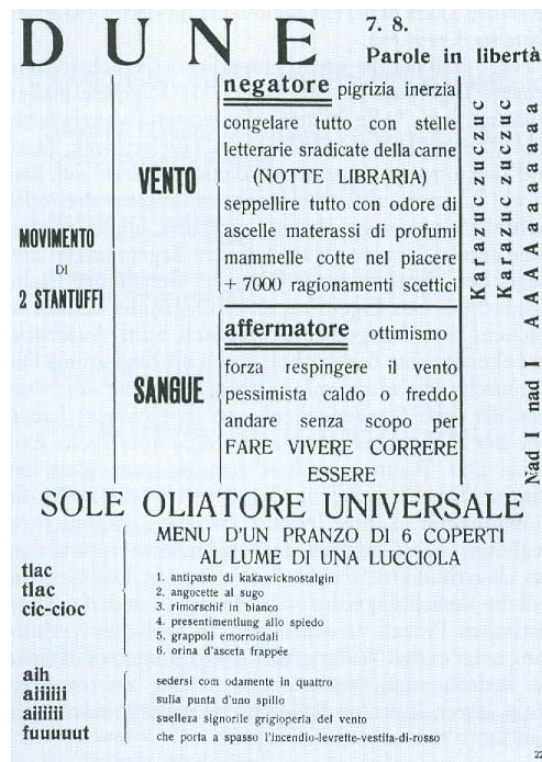 DUNE
7. 8.
Parole in libertà
MOVIMENTO
DI
2 STANTUFFI
VENTO
negatore pigrizia inerzia
congelare tutto con stelle
letterarie sradicate della carne
(NOTTE LIBRARIA)
seppellire tutto con odore di
ascelle materassi di profumi
mammelle cotte nel piacere
+ 7000 ragionamenti scettici
SANGUE
affermatore ottimismo
forza respingere il vento
pessimista caldo o freddo
andare senza scopo per
FARE VIVERE CORRERE
ESSERE
Karazuc zuczuc
Karazuc zuczuc
Nad I nad I AAAAaaaaaaa
SOLE OLIATORE UNIVERSALE
MENU D'UN PRANZO DI 6 COPERTI
AL LUME DI UNA LUCCIOLA
tlac
tlac
cic-cioc
1. antipasto di kakawicknostalgin
2. angocette al sugo
3. rimorschif in bianco
4. presentimentlung allo spiedo
5. grappoli emorroidali
6. orina d'asceta frappée
aih sedersi com odamente in quattro
aiiiiii sulla punta d'uno spillo
aiiiiii suelleza signorile grigioperla del vento
fuuuuut che porta a spasso l'incendio-levrette-vestita-di-rosso